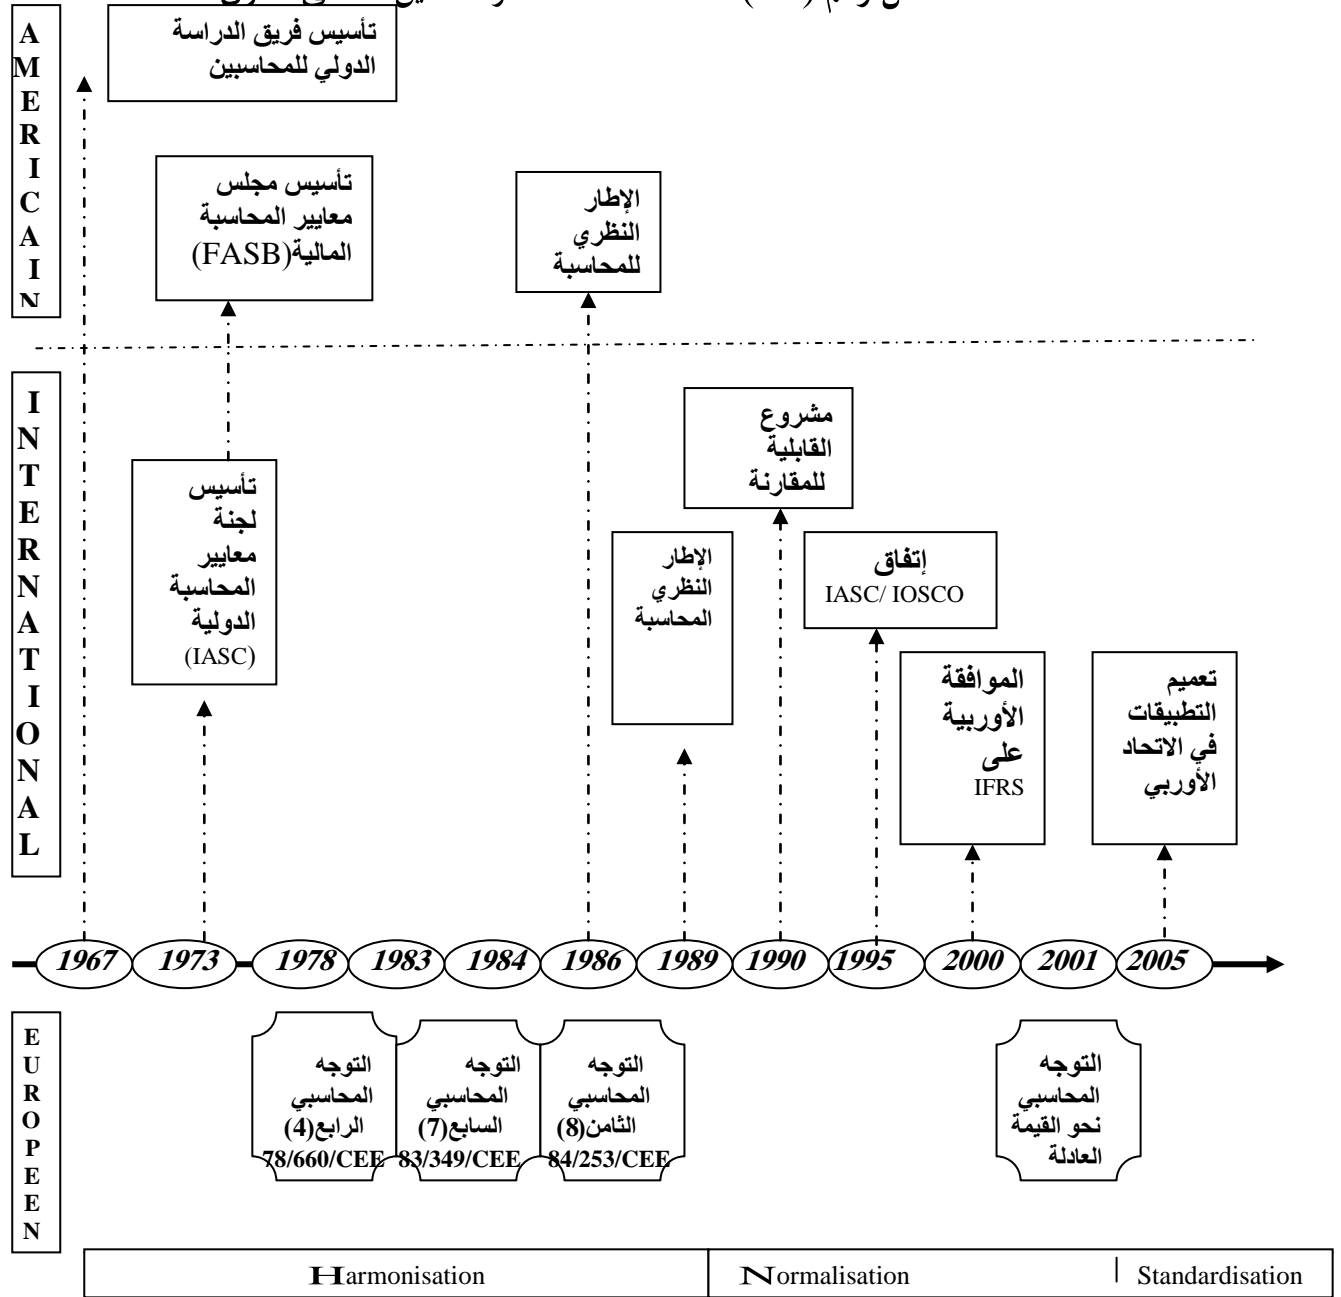 AMERICAIN
تأسيس فريق الدراسة
الدولي للمحاسبين
تأسيس مجلس
معايير المحاسبة
المالية(FASB)
الإطار
النظري
للمحاسبة
INTERNATIONAL
تأسيس
لجنة
معايير
المحاسبة
الدولية
(IASC)
الإطار
النظري
المحاسبة
مشروع
القابلية
للمقارنة
إتفاق
IASC/ IOSCO
الموافقة
الأوربية
على
IFRS
تعميم
التطبيقات
في الاتحاد
الأوربي
1967 1973 1978 1983 1984 1986 1989 1990 1995 2000 2001 2005
EUROPEEN
التوجه
المحاسبي
الرابع(4)
78/660/CEE
التوجه
المحاسبي
السابع(7)
83/349/CEE
التوجه
المحاسبي
الثامن(8)
84/253/CEE
التوجه
المحاسبي
نحو القيمة
العادلة
Harmonisation Normalisation Standardisation